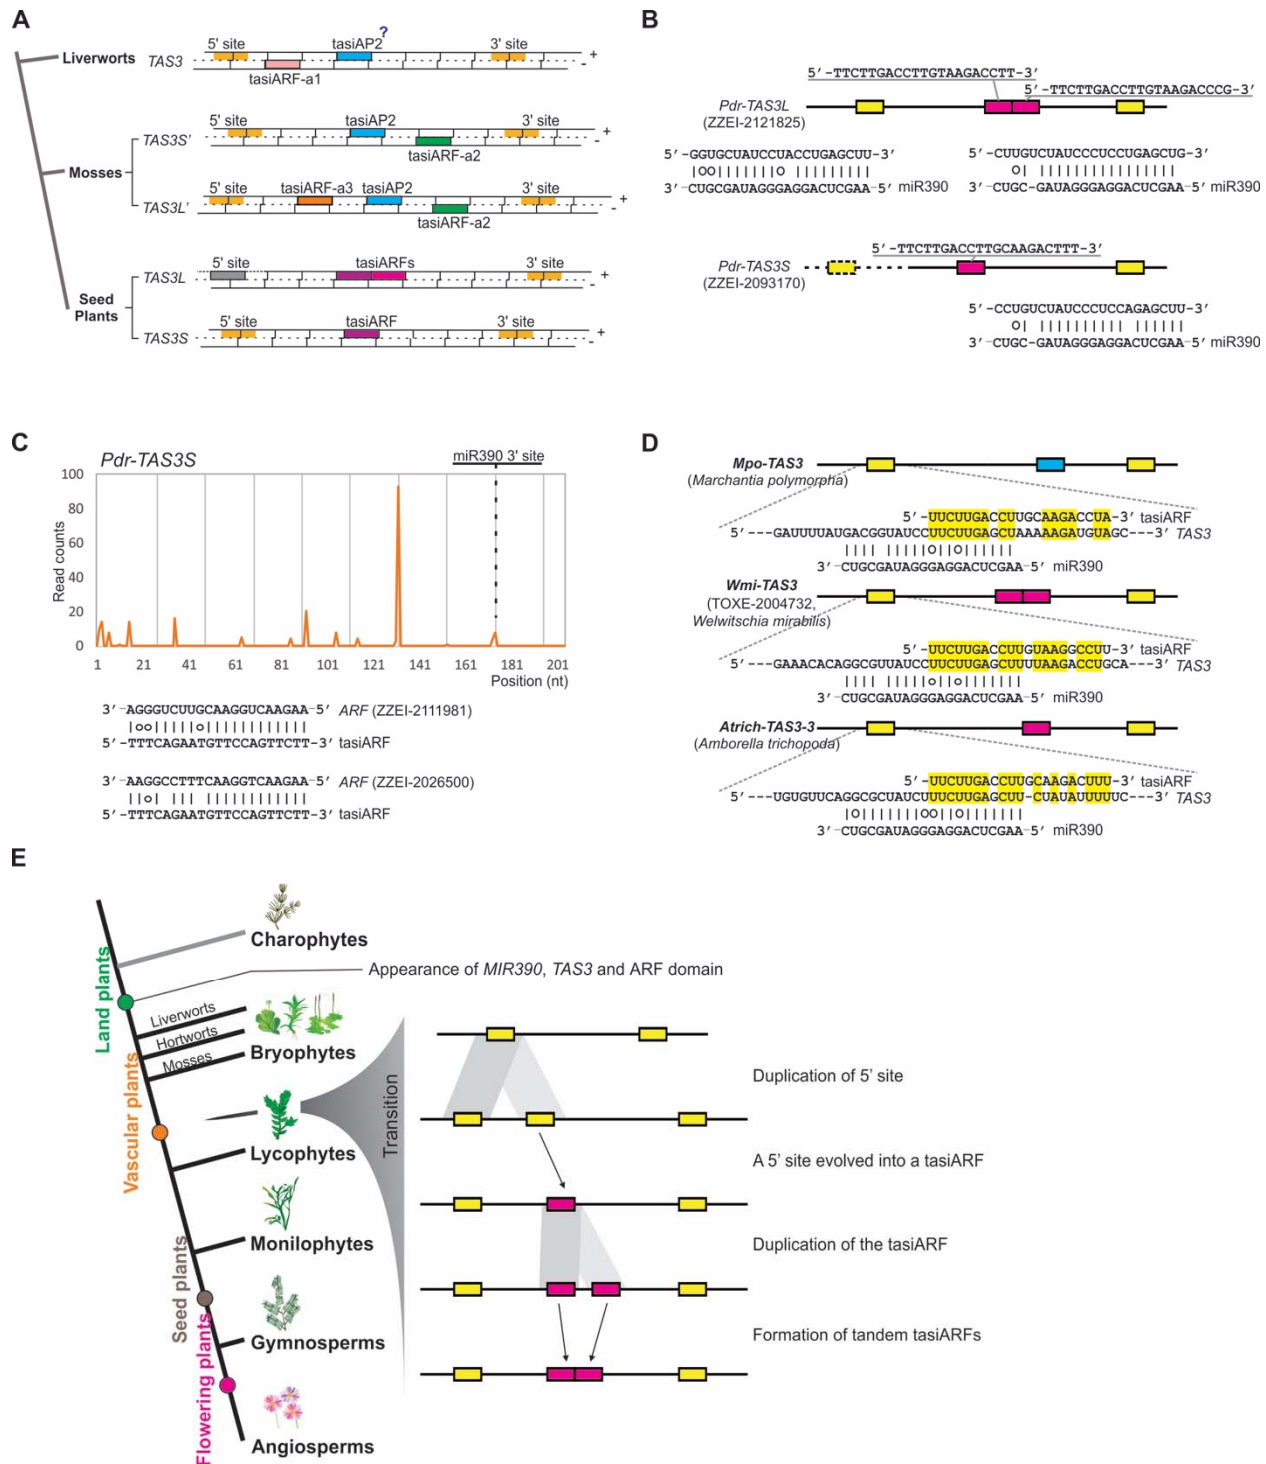 A
?
5' site
tasiAP2
3' site
Liverworts
TAS3
+
-
tasiARF-a1
5' site
tasiAP2
3' site
TAS3S'
+
-
tasiARF-a2
Mosses
5' site
tasiARF-a3
tasiAP2
3' site
TAS3L'
+
-
tasiARF-a2
5' site
tasiARFs
3' site
TAS3L
+
-
Seed
Plants
5' site
tasiARF
3' site
TAS3S
+
-
B
5'-TTCTTGACCTTGTAAGACCTT-3'
5'-TTCTTGACCTTGTAAGACCCG-3'
Pdr-TAS3L
(ZZEI-2121825)
5'-GGUGCUAUCCUACCUGAGCUU-3'
3'-CUGCGAUAGGGAGGACUCGAA-5' miR390
5'-CUUGUCUAUCCCUCCUGAGCUG-3'
3'-CUGC-GAUAGGGAGGACUCGAA-5' miR390
5'-TTCTTGACCTTGCAAGACTTT-3'
Pdr-TAS3S
(ZZEI-2093170)
5'-CCUGUCUAUCCCUCCAGAGCUU-3'
3'-CUGC-GAUAGGGAGGACUCGAA-5' miR390
C
Pdr-TAS3S
miR390 3' site
Read counts
100
80
60
40
20
0
1 21 41 61 81 101 121 141 161 181 201
Position (nt)
3'-AGGGUCUUGCAAGGUCAAGAA-5' ARF (ZZEI-2111981)
5'-TTTCAGAATGTTCCAGTTCTT-3' tasiARF
3'-AAGGCCTTTCAAGGTCAAGAA-5' ARF (ZZEI-2026500)
5'-TTTCAGAATGTTCCAGTTCTT-3' tasiARF
D
Mpo-TAS3
(Marchantia polymorpha)
5'-UUCUUGACCUUGCAAGACCUA-3' tasiARF
5'---GAUUUUAUGACGGUAUCCUUCUUGAGCUAAAAAGAUGUAGC---3' TAS3
3'-CUGCGAUAGGGAGGACUCGAA-5' miR390
Wmi-TAS3
(TOXE-2004732,
Welwitschia mirabilis)
5'-UUCUUGACCUUGUAAGGCCUU-3' tasiARF
5'---GAAACACAGGCGUUAUCCUUCUUGAGCUUUUAAGACCUGCA---3' TAS3
3'-CUGCGAUAGGGAGGACUCGAA-5' miR390
Atrich-TAS3-3
(Amborella trichopoda)
5'-UUCUUGACCUUGCAAGACUUU-3' tasiARF
5'---UGUGUUCAGGCGCUAUCUUUCUUGAGCUU-CUAUAUUUUUC---3' TAS3
3'-CUGCGAUAGGGAGGACUCGAA-5' miR390
E
Charophytes
Appearance of MIR390, TAS3 and ARF domain
Land plants
Liverworts
Hortworts
Mosses
Bryophytes
Vascular plants
Lycophytes
Monilophytes
Seed plants
Gymnosperms
Flowering plants
Angiosperms
Transition
Duplication of 5' site
A 5' site evolved into a tasiARF
Duplication of the tasiARF
Formation of tandem tasiARFs